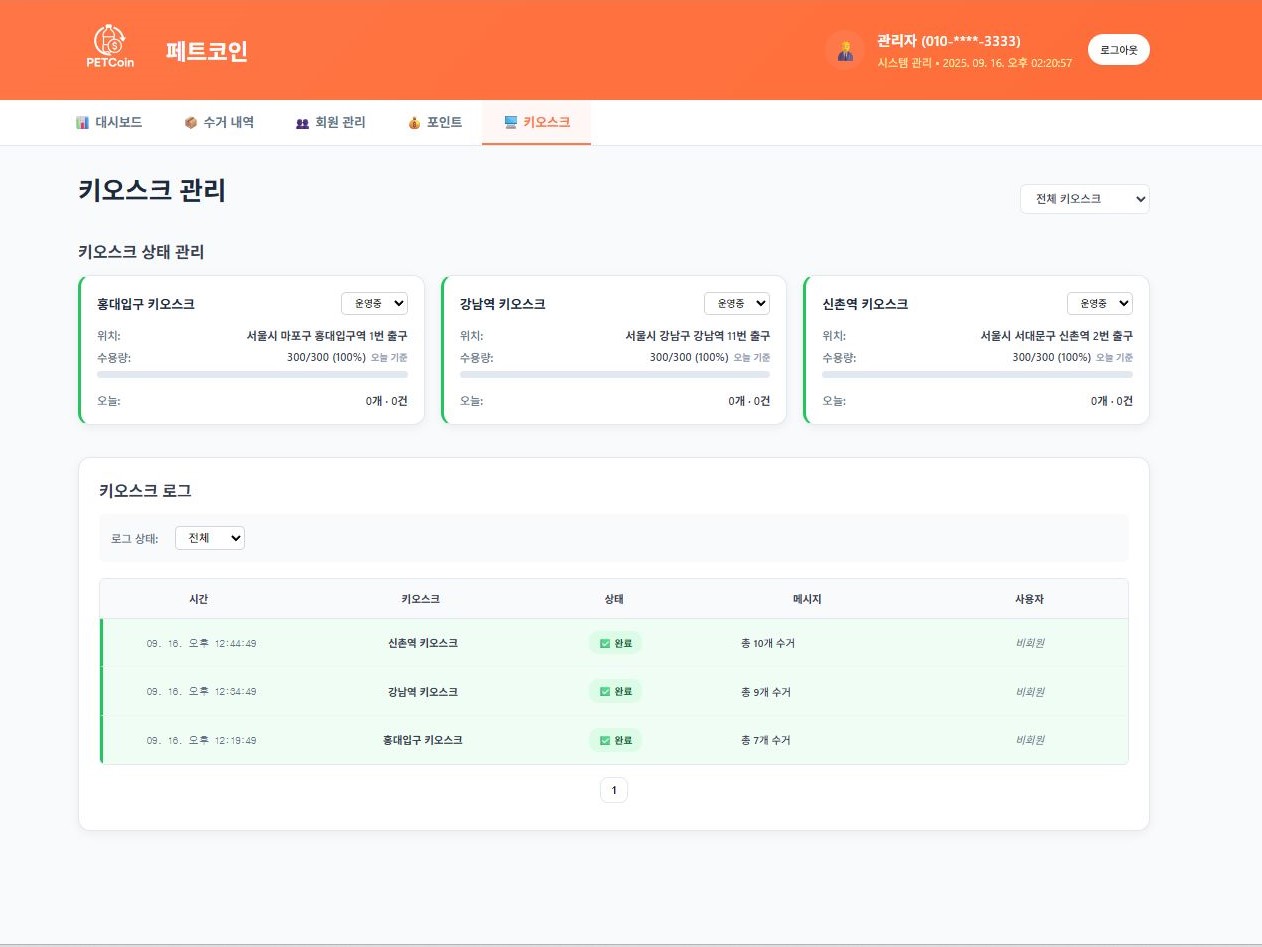 PETCoin
페트코인
관리자 (010-****-3333)
시스템 관리 • 2025. 09. 16. 오후 02:20:57
로그아웃
대시보드
수거 내역
회원 관리
포인트
키오스크
키오스크 관리
전체 키오스크
키오스크 상태 관리
홍대입구 키오스크
운영중
위치:
서울시 마포구 홍대입구역 1번 출구
수용량:
300/300 (100%) 오늘 기준
오늘:
0개 · 0건
강남역 키오스크
운영중
위치:
서울시 강남구 강남역 11번 출구
수용량:
300/300 (100%) 오늘 기준
오늘:
0개 · 0건
신촌역 키오스크
운영중
위치:
서울시 서대문구 신촌역 2번 출구
수용량:
300/300 (100%) 오늘 기준
오늘:
0개 · 0건
키오스크 로그
로그 상태:
전체
시간 키오스크 상태 메시지 사용자
09. 16. 오후 12:44:49 신촌역 키오스크 완료 총 10개 수거 비회원
09. 16. 오후 12:34:49 강남역 키오스크 완료 총 9개 수거 비회원
09. 16. 오후 12:19:49 홍대입구 키오스크 완료 총 7개 수거 비회원
1